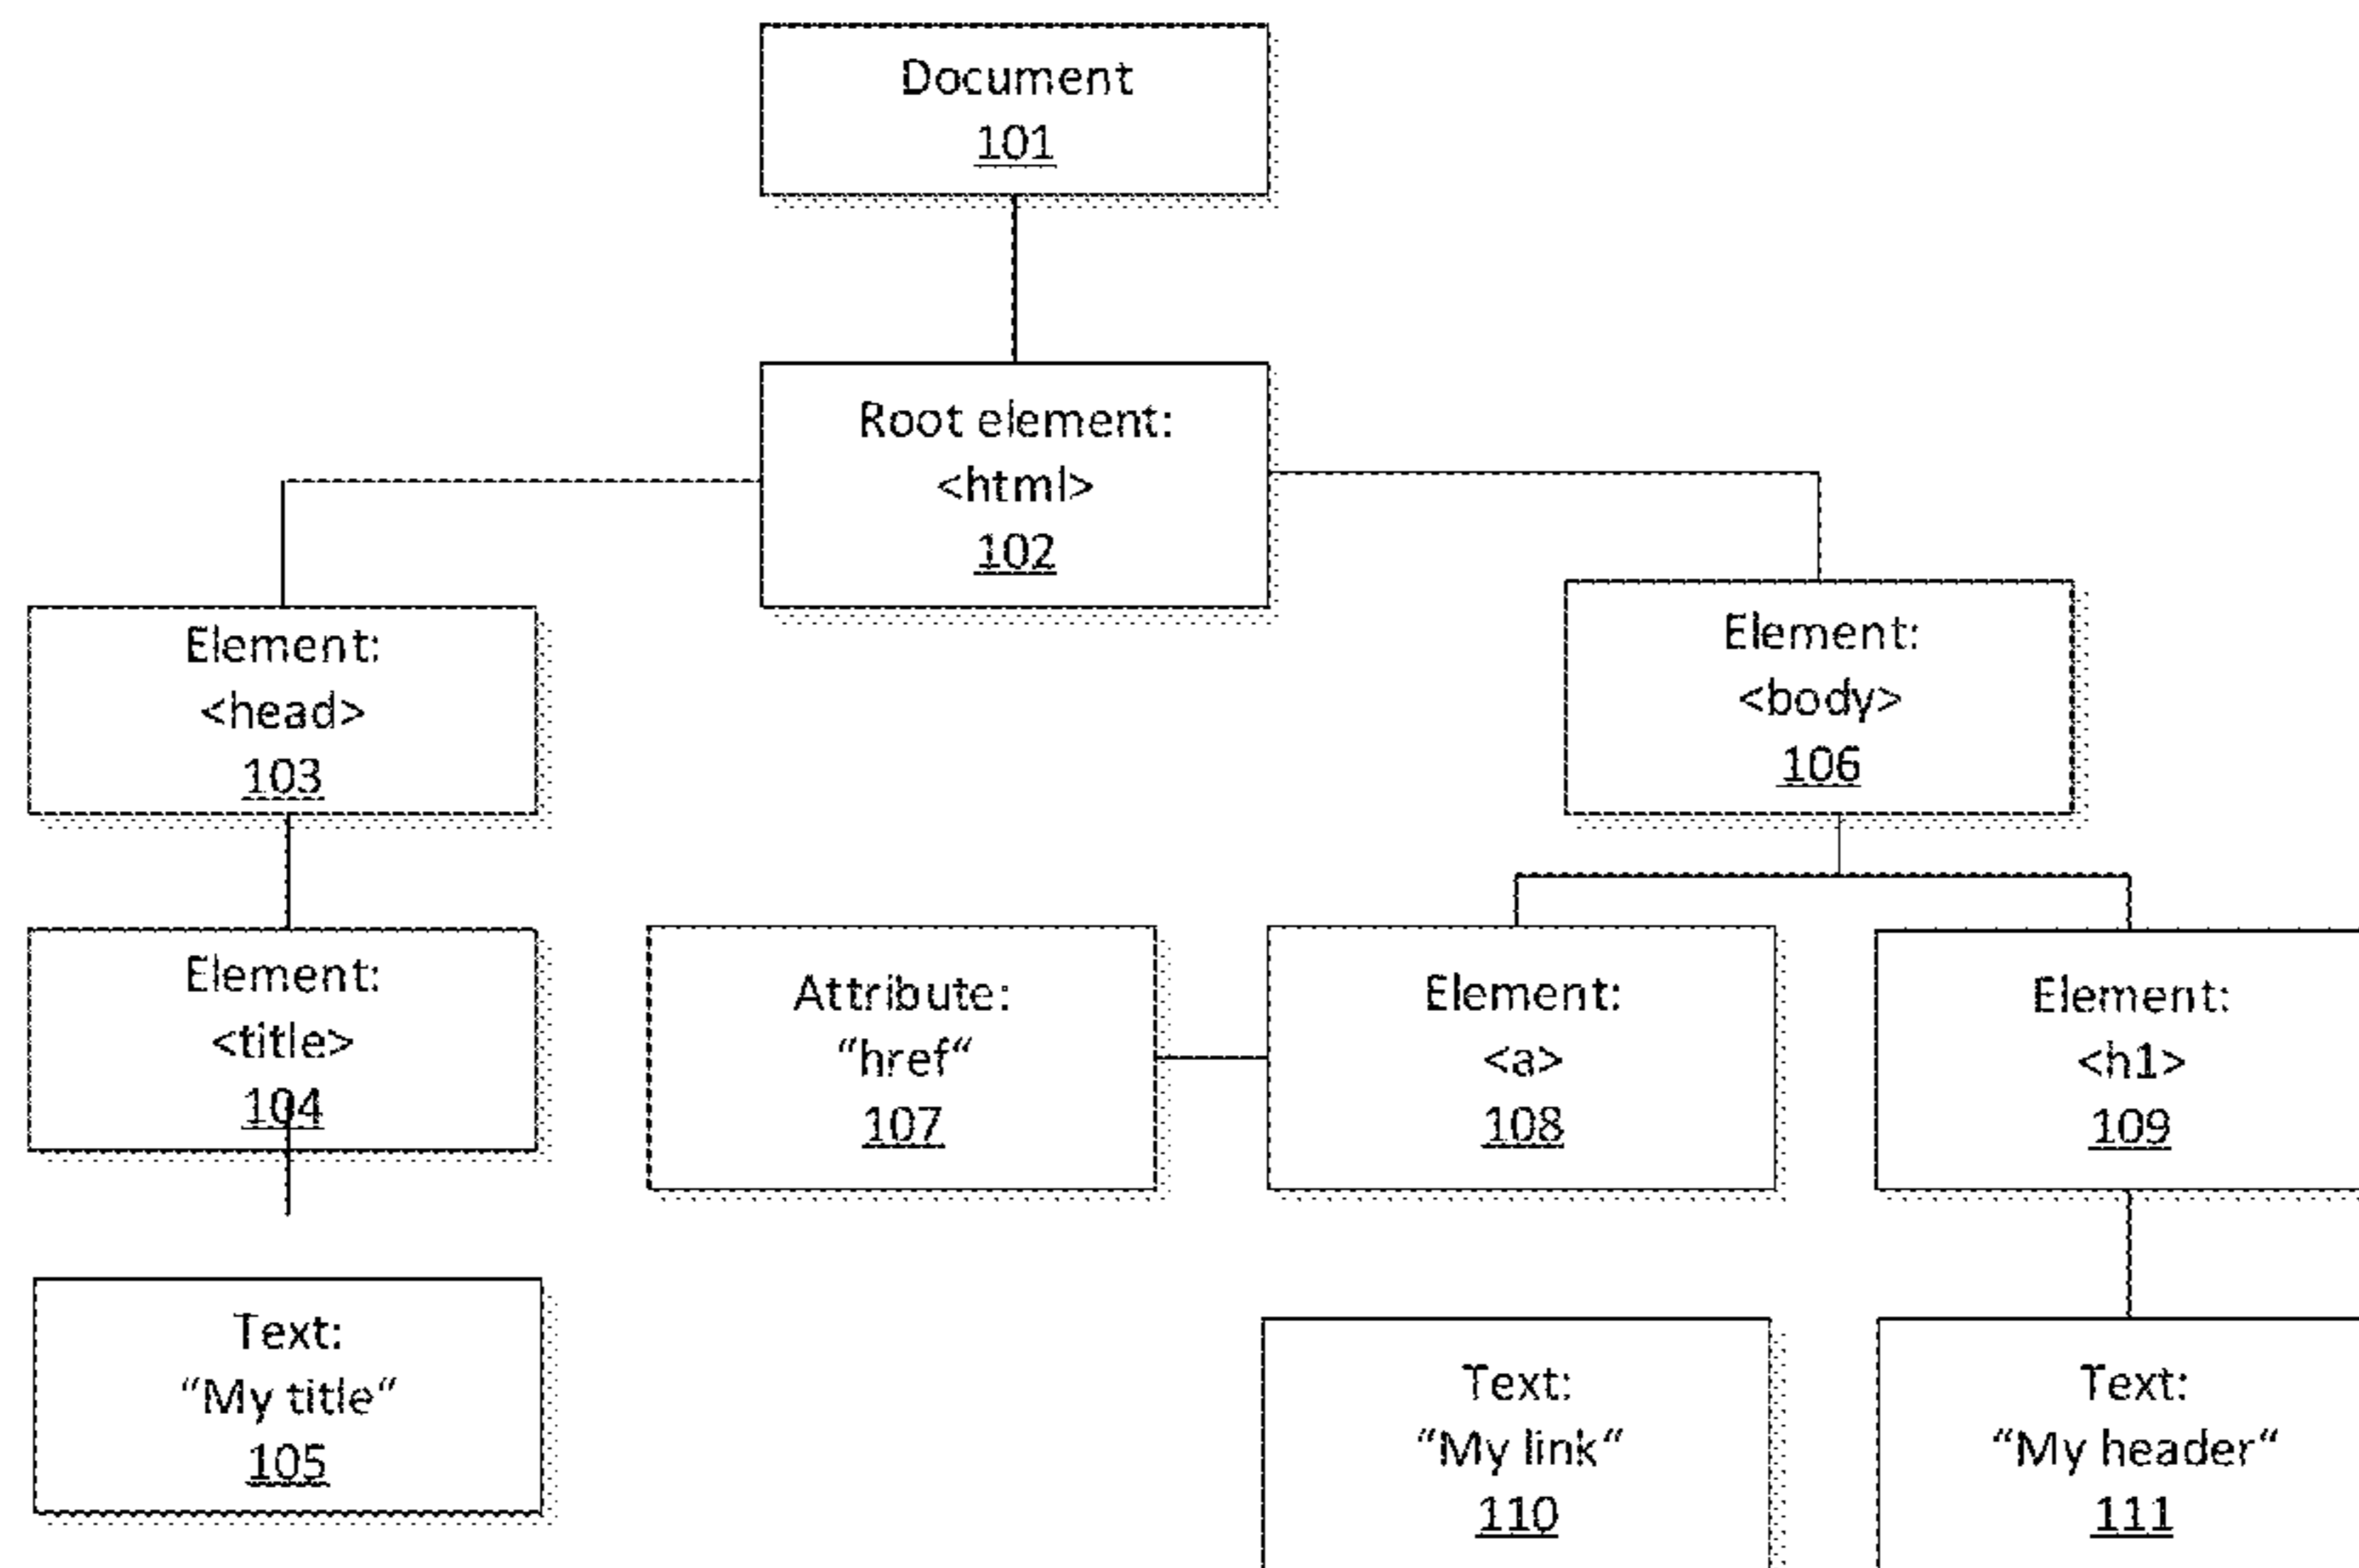 Document
101
Root element:
<html>
102
Element:
<head>
103
Element:
<body>
106
Element:
<title>
104
Attribute:
“href“
107
Element:
<a>
108
Element:
<h1>
109
Text:
“My title“
105
Text:
“My link“
110
Text:
“My header“
111